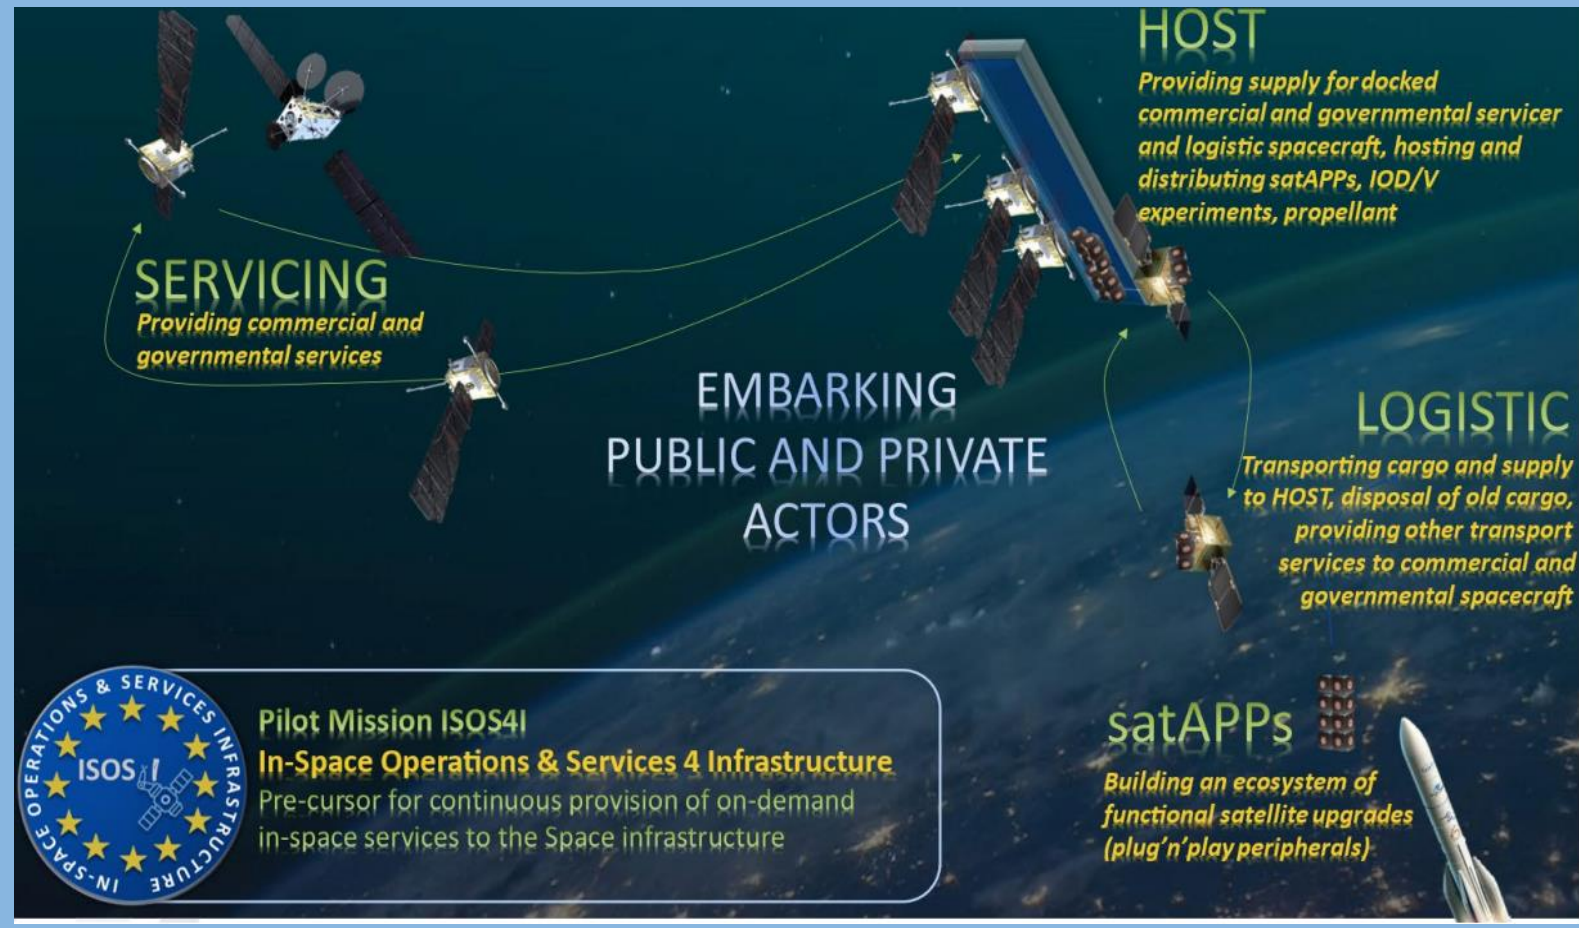 HOST
Providing supply for docked
commercial and governmental servicer
and logistic spacecraft, hosting and
distributing satAPPs, IOD/V
experiments, propellant
SERVICING
Providing commercial and
governmental services
EMBARKING
PUBLIC AND PRIVATE
ACTORS
LOGISTIC
Transporting cargo and supply
to HOST, disposal of old cargo,
providing other transport
services to commercial and
governmental spacecraft
satAPPs
Building an ecosystem of
functional satellite upgrades
(plug’n’play peripherals)
IN-SPACE OPERATIONS & SERVICES INFRASTRUCTURE
ISOS
Pilot Mission ISOS4I
In-Space Operations & Services 4 Infrastructure
Pre-cursor for continuous provision of on-demand
in-space services to the Space infrastructure